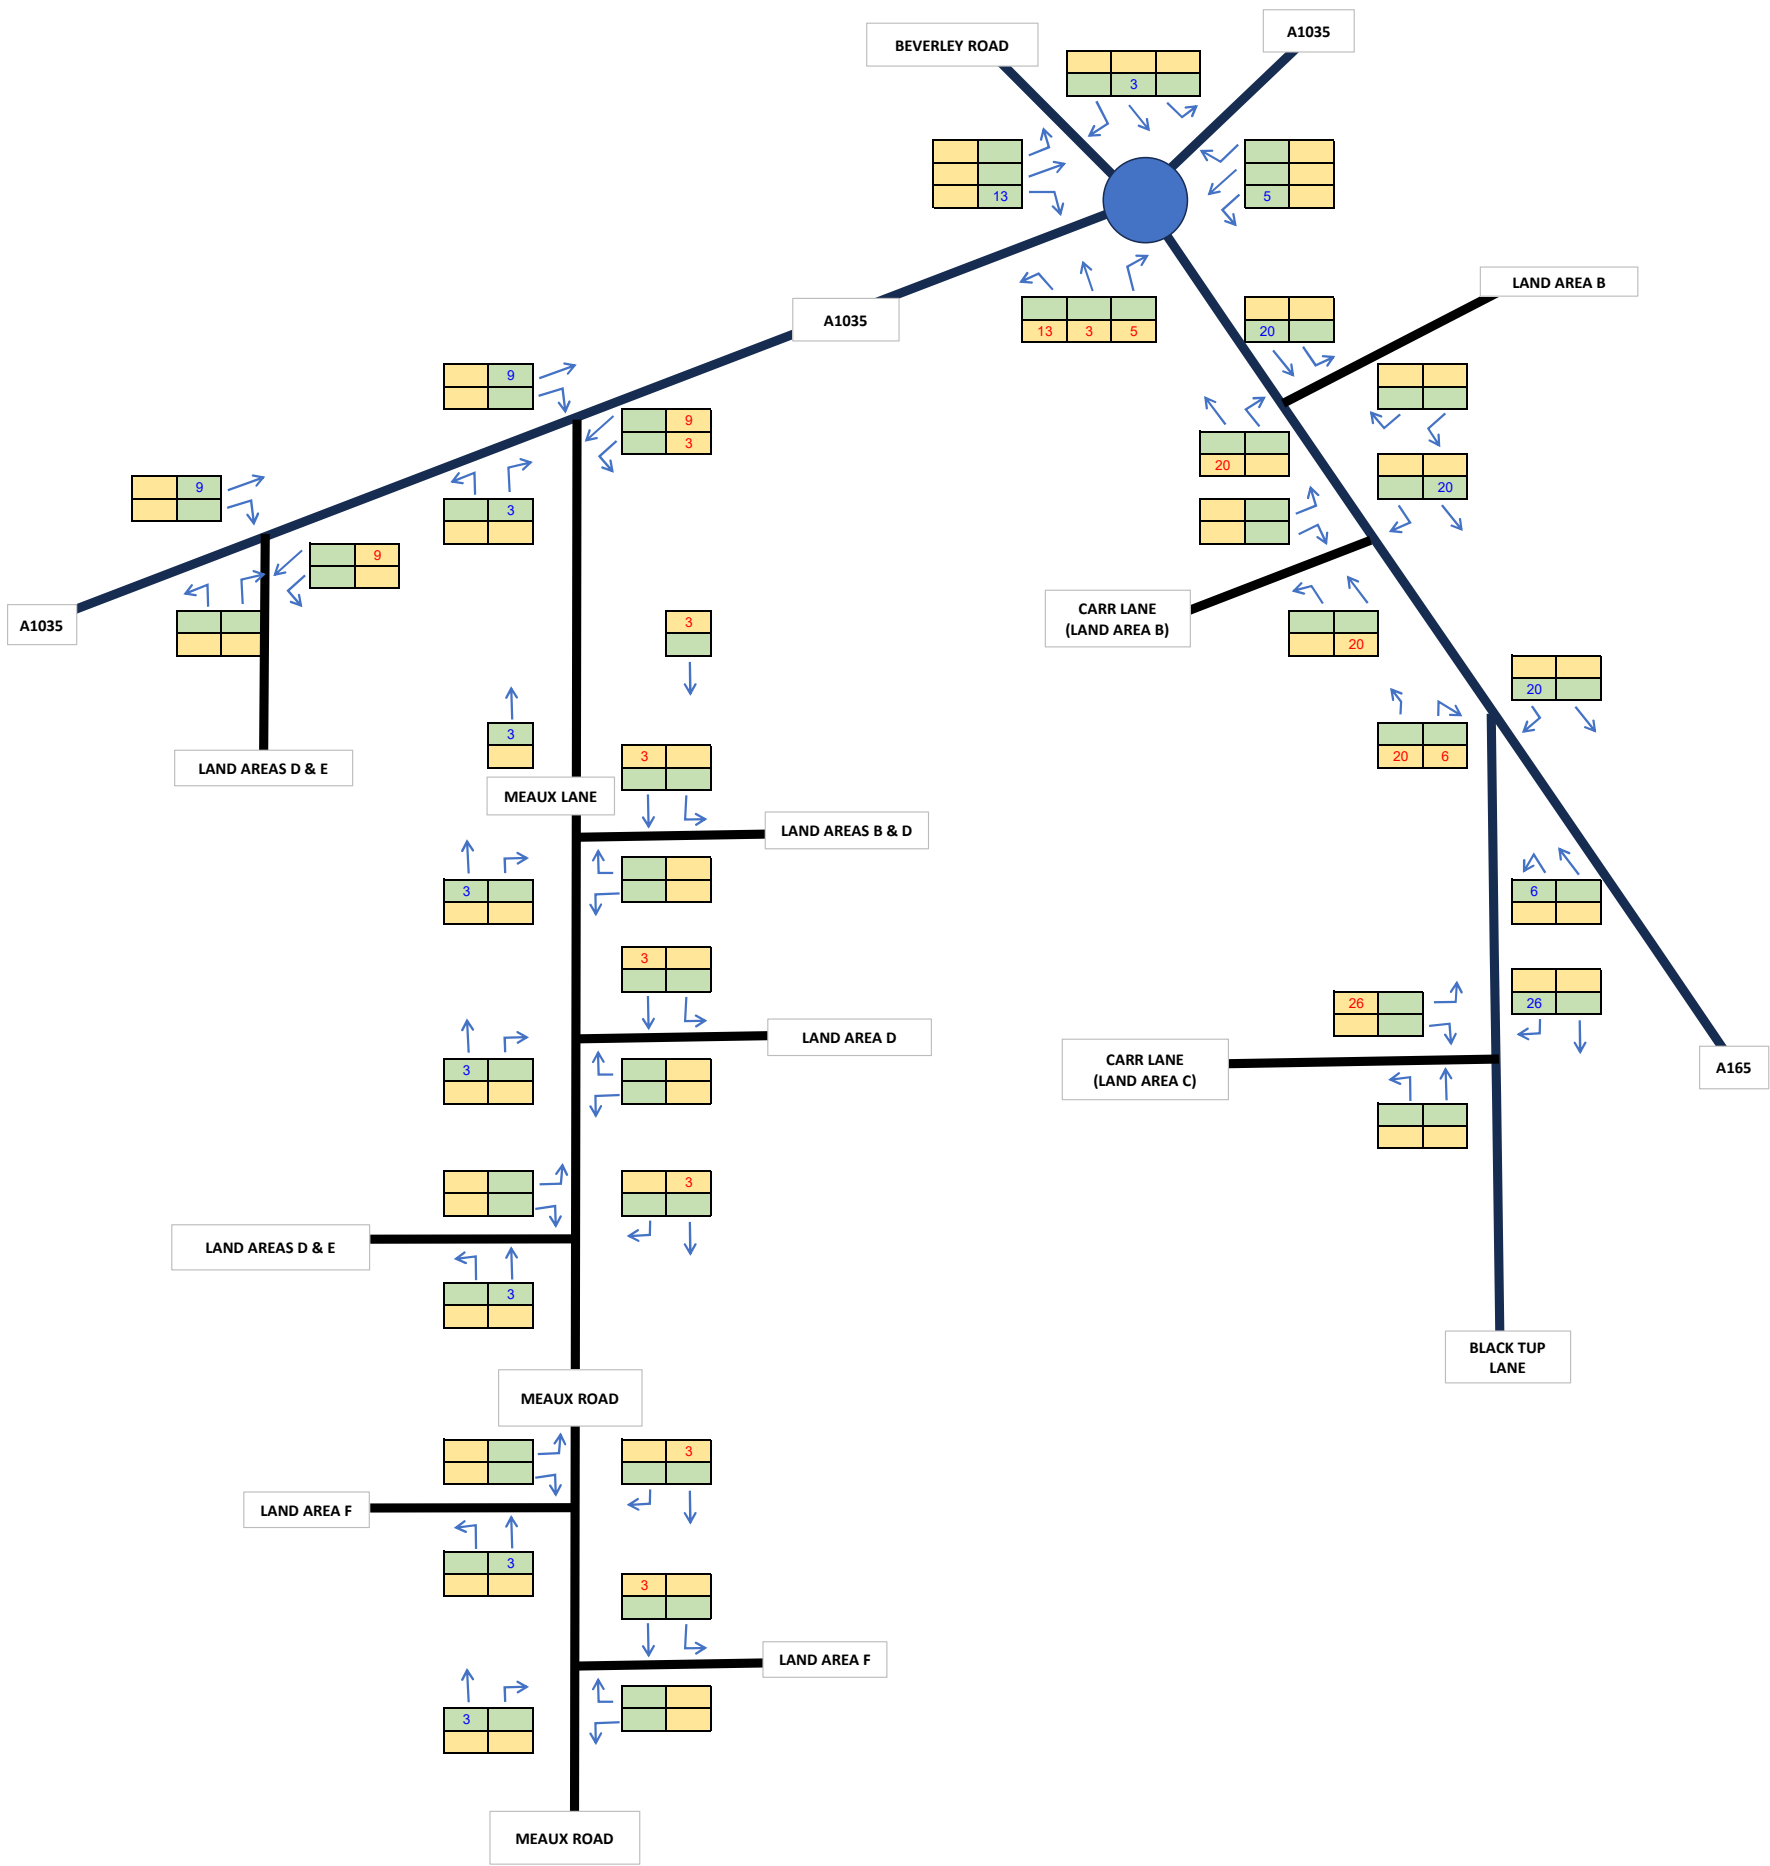 A1035
BEVERLEY ROAD
3
13
5
LAND AREA B
A1035
13 3 5
20
9
9
3
20
20
9
3
9
CARR LANE
(LAND AREA B)
A1035
3
20
20
3
20 6
LAND AREAS D & E
3
MEAUX LANE
LAND AREAS B & D
3
6
3
26
26
LAND AREA D
CARR LANE
(LAND AREA C)
A165
3
3
LAND AREAS D & E
3
BLACK TUP
LANE
MEAUX ROAD
3
LAND AREA F
3
3
LAND AREA F
3
MEAUX ROAD